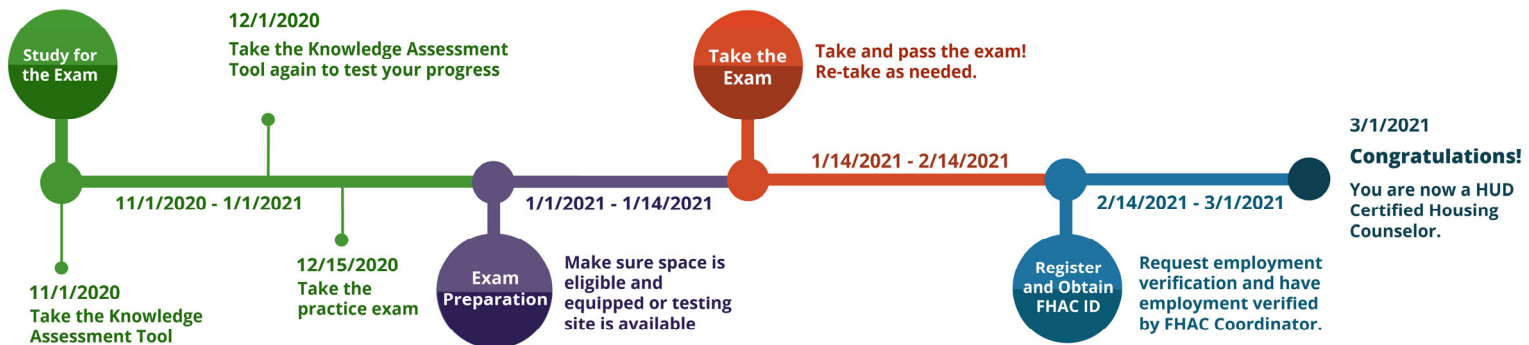 Study for
the Exam
12/1/2020
Take the Knowledge Assessment
Tool again to test your progress
11/1/2020 - 1/1/2021
11/1/2020
Take the Knowledge
Assessment Tool
12/15/2020
Take the
practice exam
Exam
Preparation
1/1/2021 - 1/14/2021
Make sure space is
eligible and
equipped or testing
site is available
Take the
Exam
Take and pass the exam!
Re-take as needed.
1/14/2021 - 2/14/2021
Register
and Obtain
FHAC ID
2/14/2021 - 3/1/2021
Request employment
verification and have
employment verified
by FHAC Coordinator.
3/1/2021
Congratulations!
You are now a HUD
Certified Housing
Counselor.